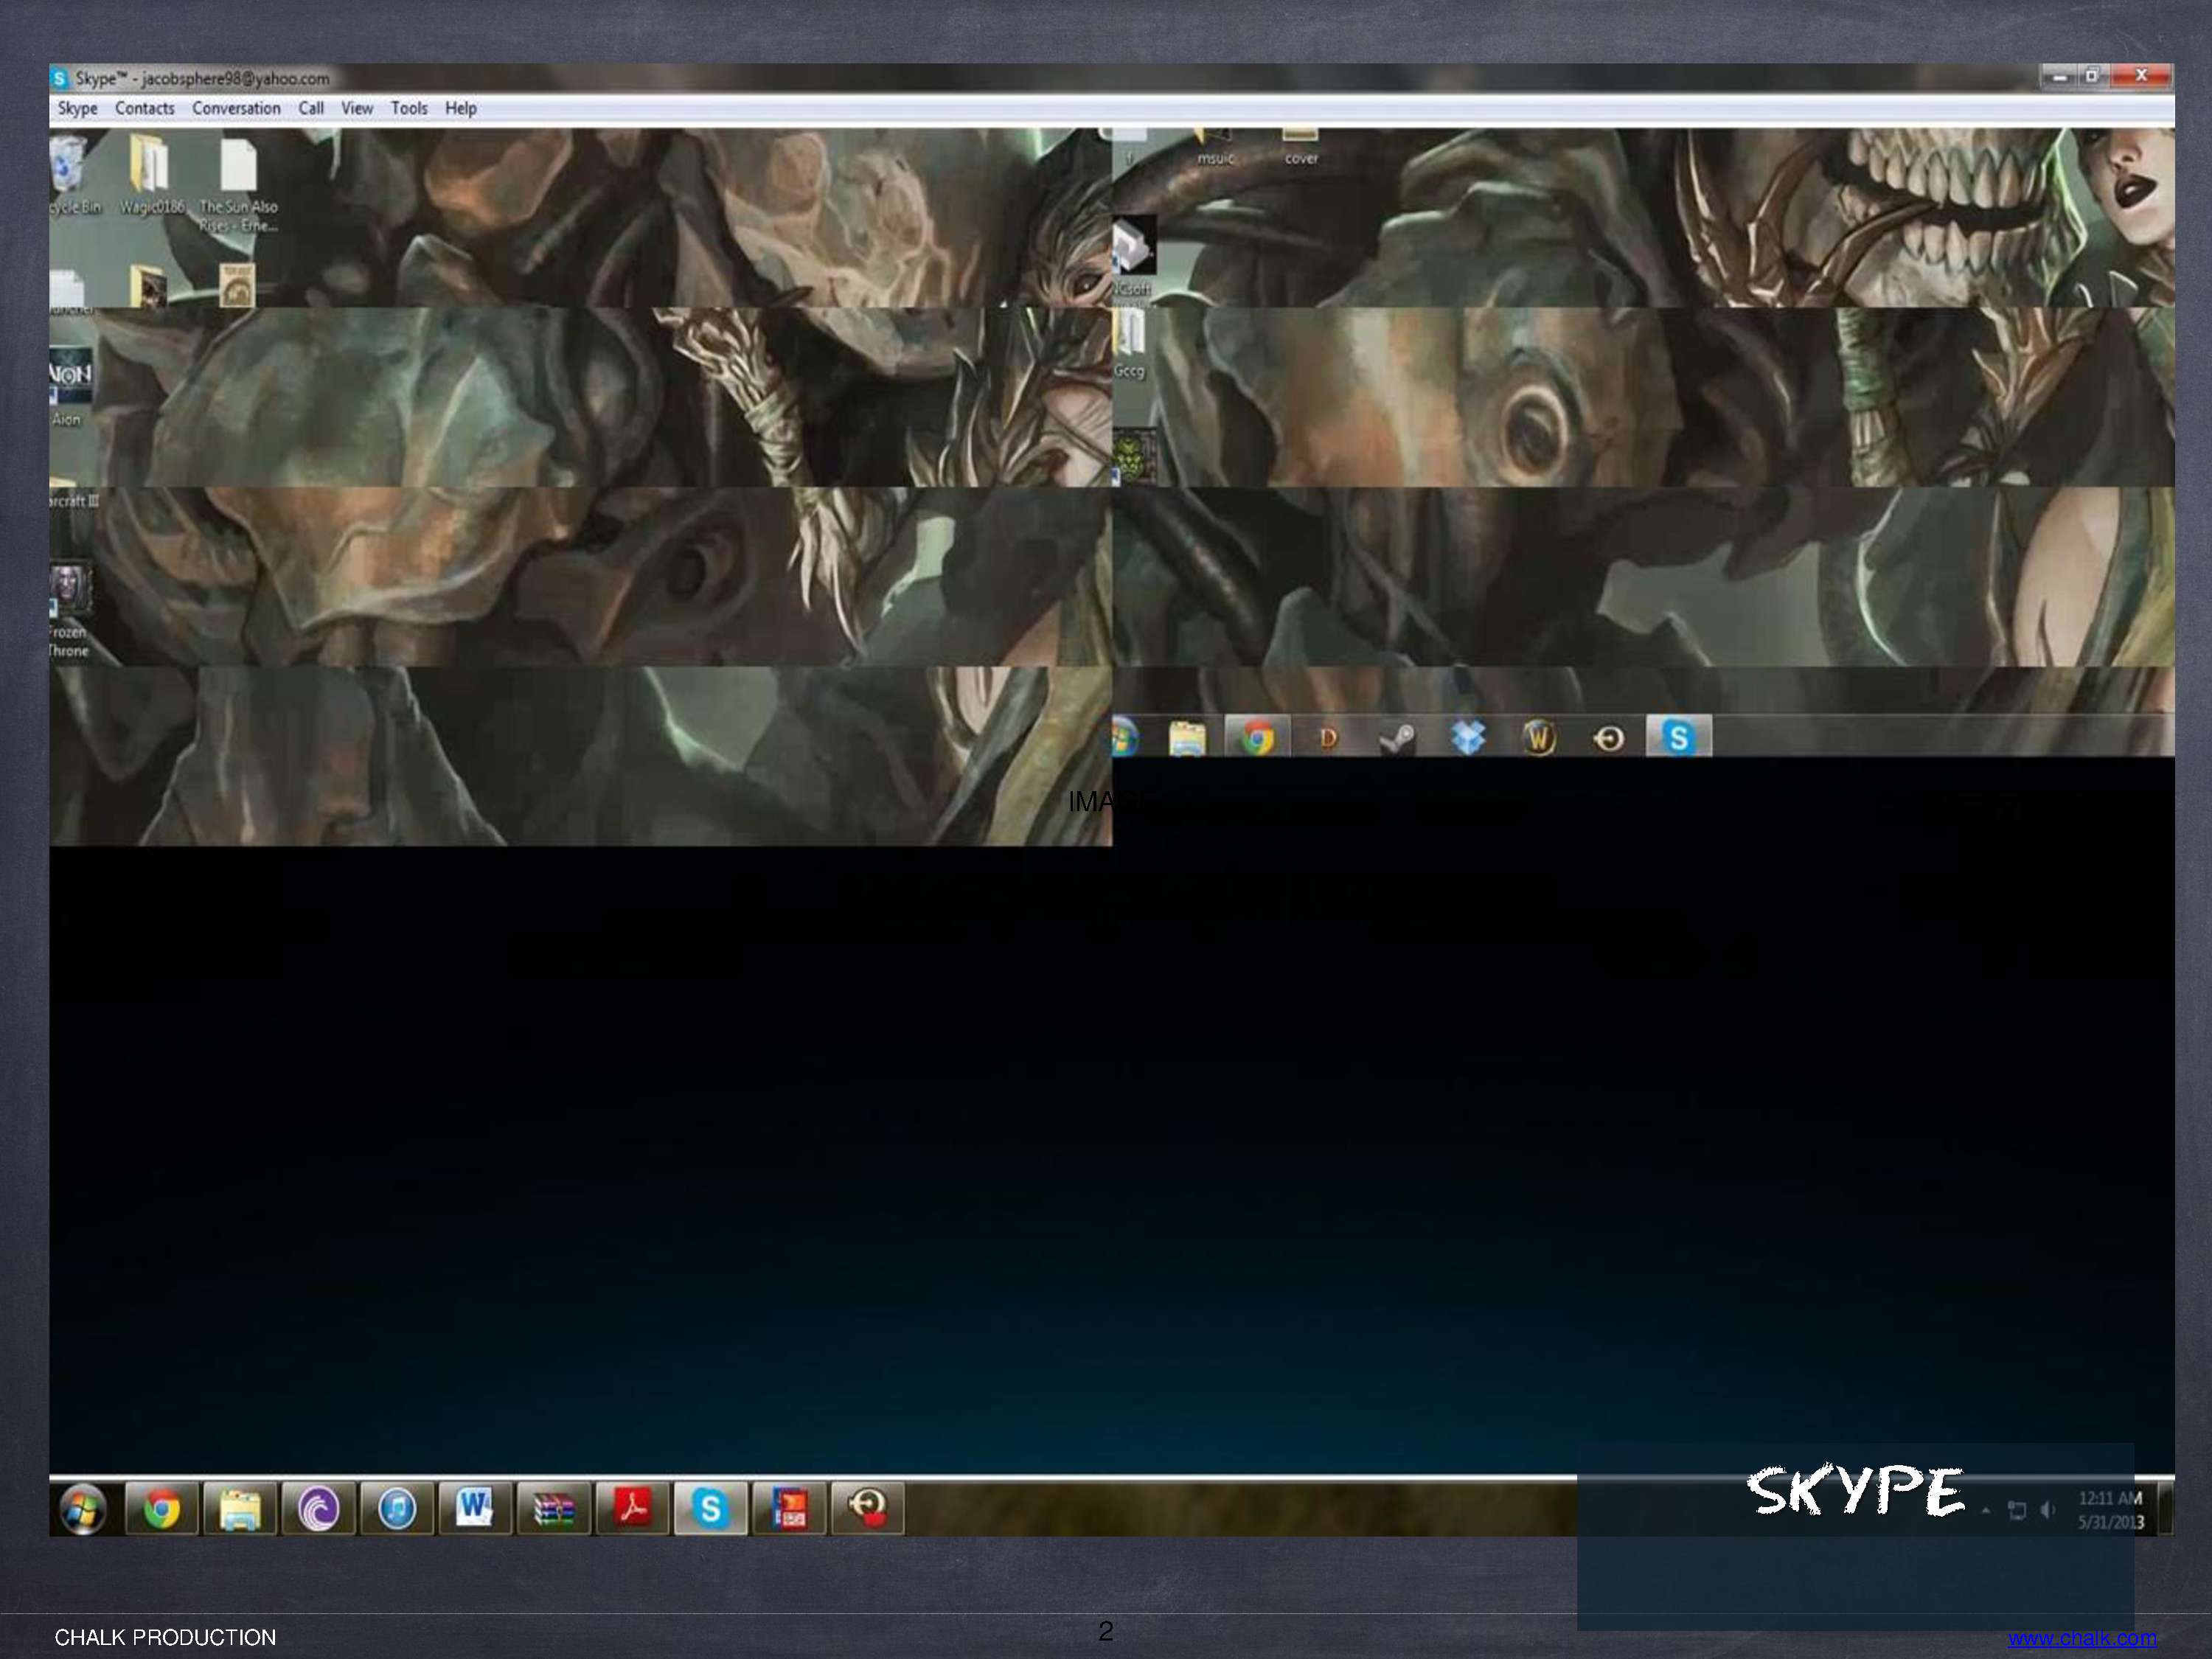 Skype™ - jacobsphere98@yahoo.com
Skype Contacts Conversation Call View Tools Help
cycle Bin Wagic0186 The Sun Also
Rises - Erne...
f msuic cover
NCsoft
AION
Aion
Gccg
arcraft III
Frozen
Throne
D W S
IMA
W S
SKYPE
12:11 AM
5/31/2013
CHALK PRODUCTION
2
www.chalk.com